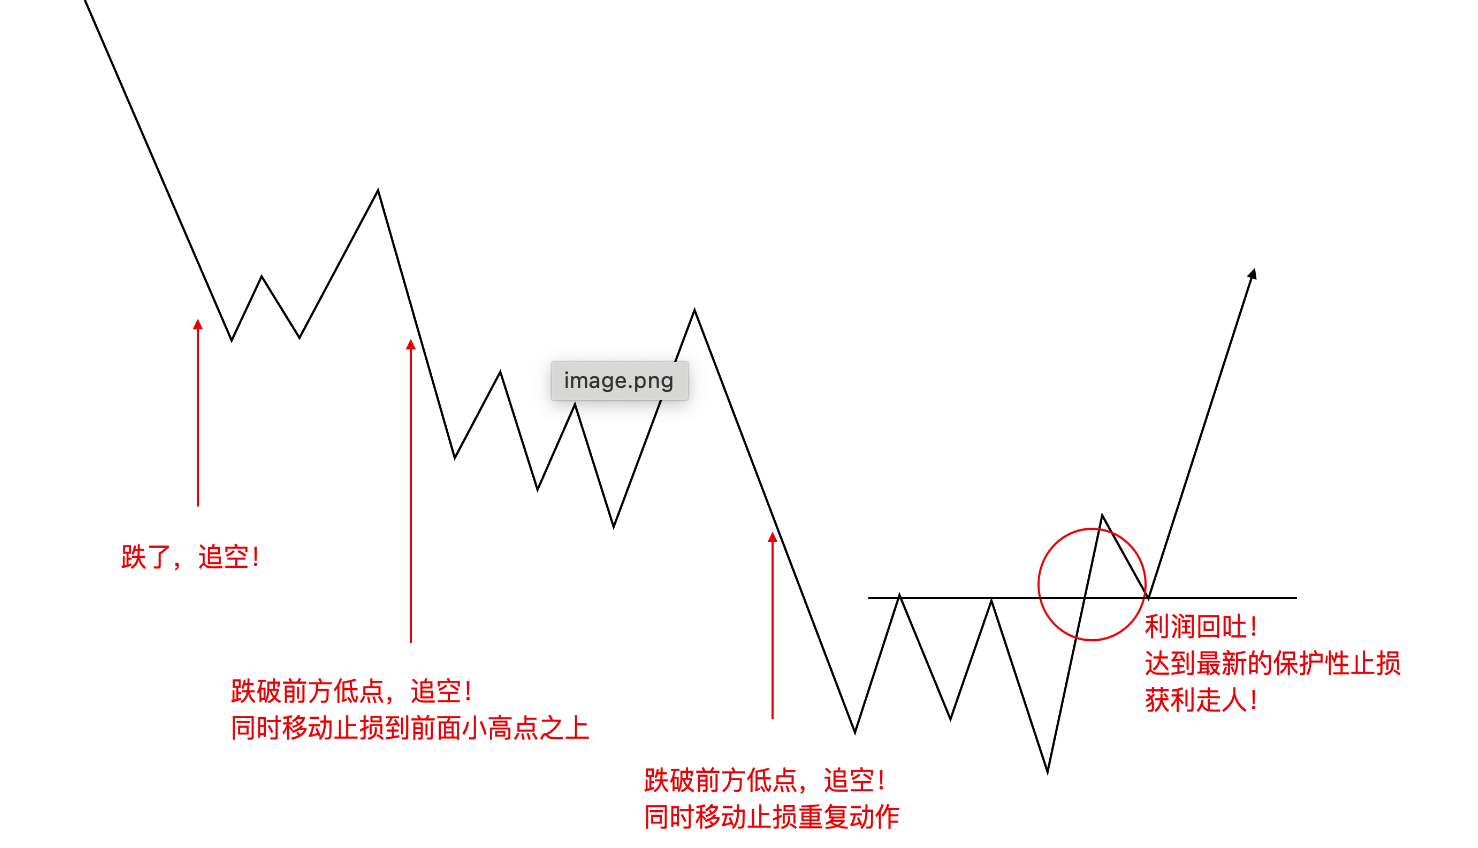 image.png
跌了，追空！
跌破前方低点，追空！
同时移动止损到前面小高点之上
跌破前方低点，追空！
同时移动止损重复动作
利润回吐！
达到最新的保护性止损
获利走人！